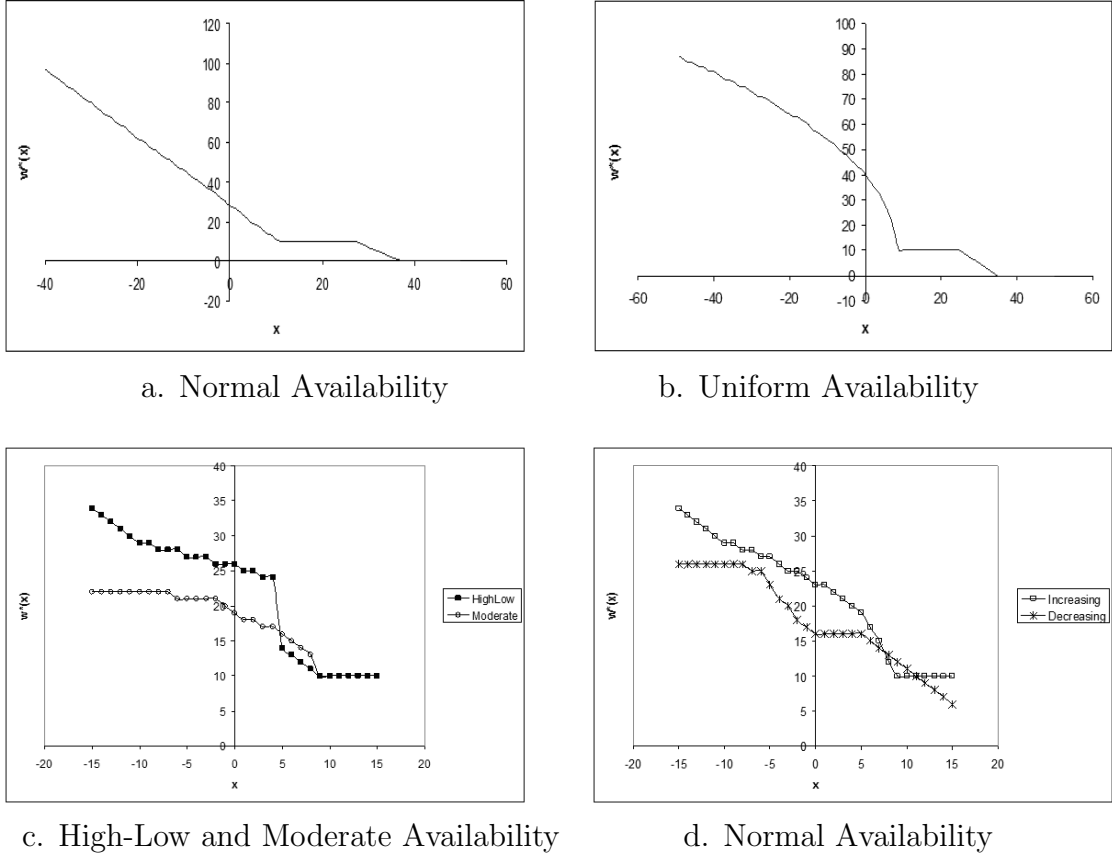 120
100
80
60
40
20
0
-20
-40 -20 0 20 40 60
w*(x)
x
a. Normal Availability
100
90
80
70
60
50
40
30
20
10
0
-10
-60 -40 -20 0 20 40 60
w*(x)
x
b. Uniform Availability
40
35
30
25
20
15
10
5
0
-20 -15 -10 -5 0 5 10 15 20
w*(x)
x
HighLow
Moderate
c. High-Low and Moderate Availability
40
35
30
25
20
15
10
5
0
-20 -15 -10 -5 0 5 10 15 20
w*(x)
x
Increasing
Decreasing
d. Normal Availability